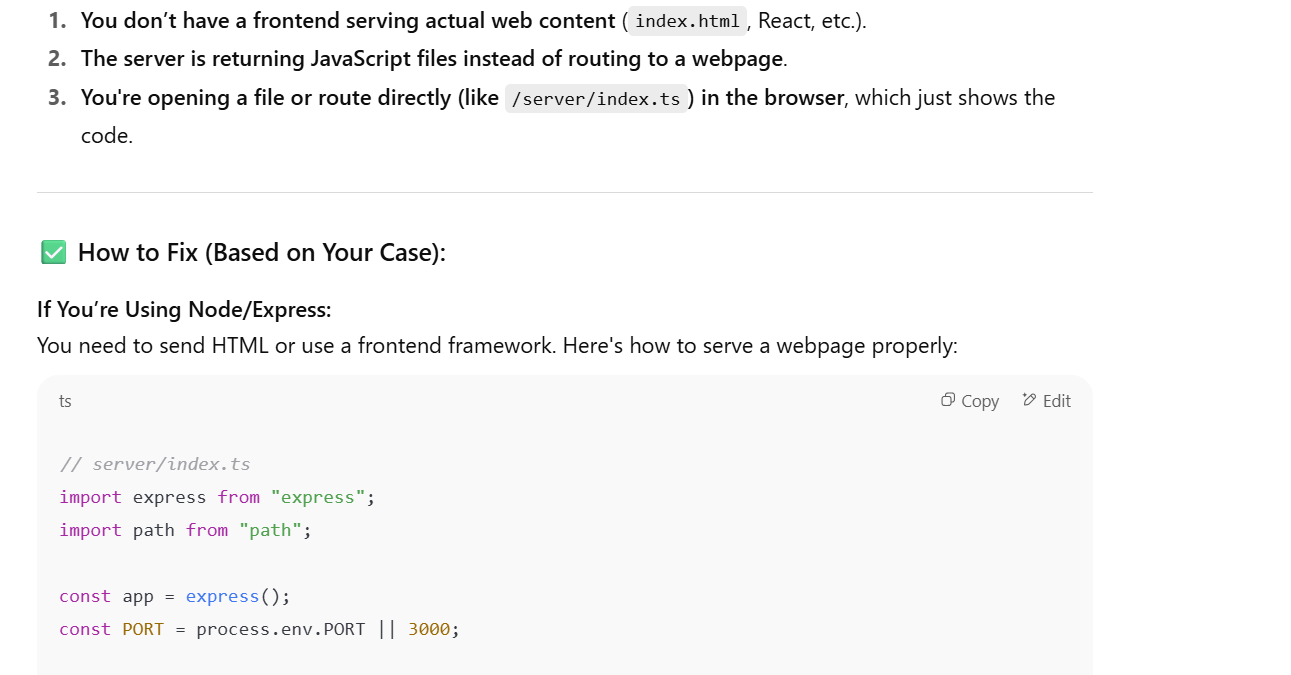 1. You don’t have a frontend serving actual web content (index.html, React, etc.).
2. The server is returning JavaScript files instead of routing to a webpage.
3. You're opening a file or route directly (like /server/index.ts) in the browser, which just shows the
code.
✅ How to Fix (Based on Your Case):
If You’re Using Node/Express:
You need to send HTML or use a frontend framework. Here's how to serve a webpage properly:
ts Copy Edit
// server/index.ts
import express from "express";
import path from "path";
const app = express();
const PORT = process.env.PORT || 3000;